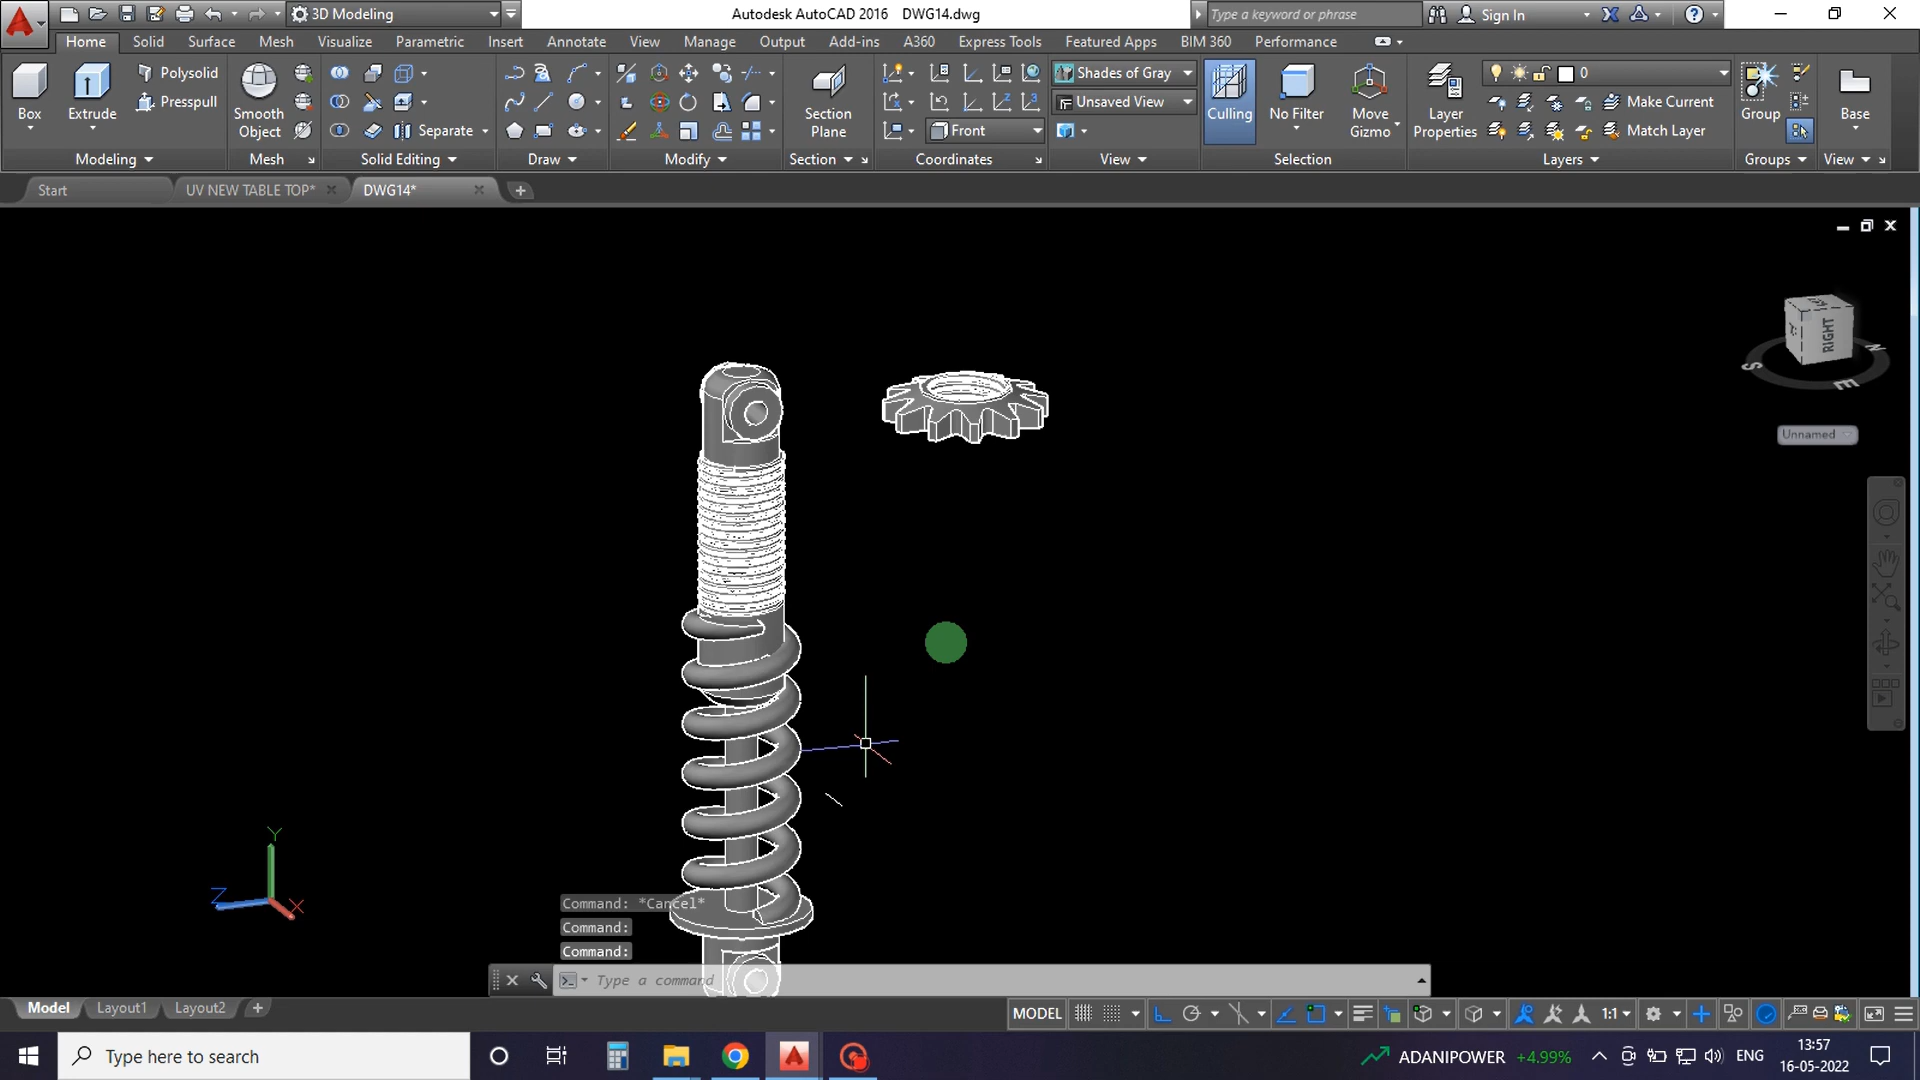 3D Modeling
Autodesk AutoCAD 2016 DWG14.dwg
Type a keyword or phrase
Sign In
Home Solid Surface Mesh Visualize Parametric Insert Annotate View Manage Output Add-ins A360 Express Tools Featured Apps BIM 360 Performance
Box
Extrude
Polysolid
Presspull
Smooth
Object
Separate
Section
Plane
Front
Shades of Gray
Unsaved View
Culling
No Filter
Move
Gizmo
Layer
Properties
0
Make Current
Match Layer
Group
Base
Modeling Mesh Solid Editing Draw Modify Section Coordinates View Selection Layers Groups View
Start UV NEW TABLE TOP* DWG14*
RIGHT
S
E
N
Unnamed
Y
Z
X
Command: *Cancel*
Command:
Command:
Type a command
Model Layout1 Layout2
MODEL
1:1
Type here to search
ADANIPOWER +4.99%
ENG
13:57
16-05-2022